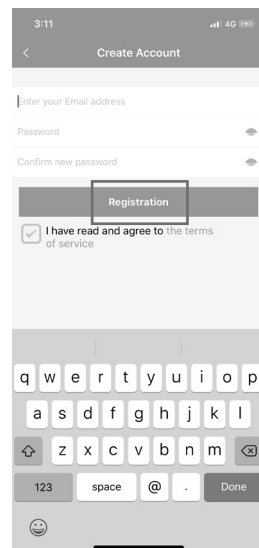 3:11
4G
Create Account
Enter your Email address
Password
Confirm new password
Registration
I have read and agree to the terms
of service
q w e r t y u i o p
a s d f g h j k l
z x c v b n m
123 space @ . Done